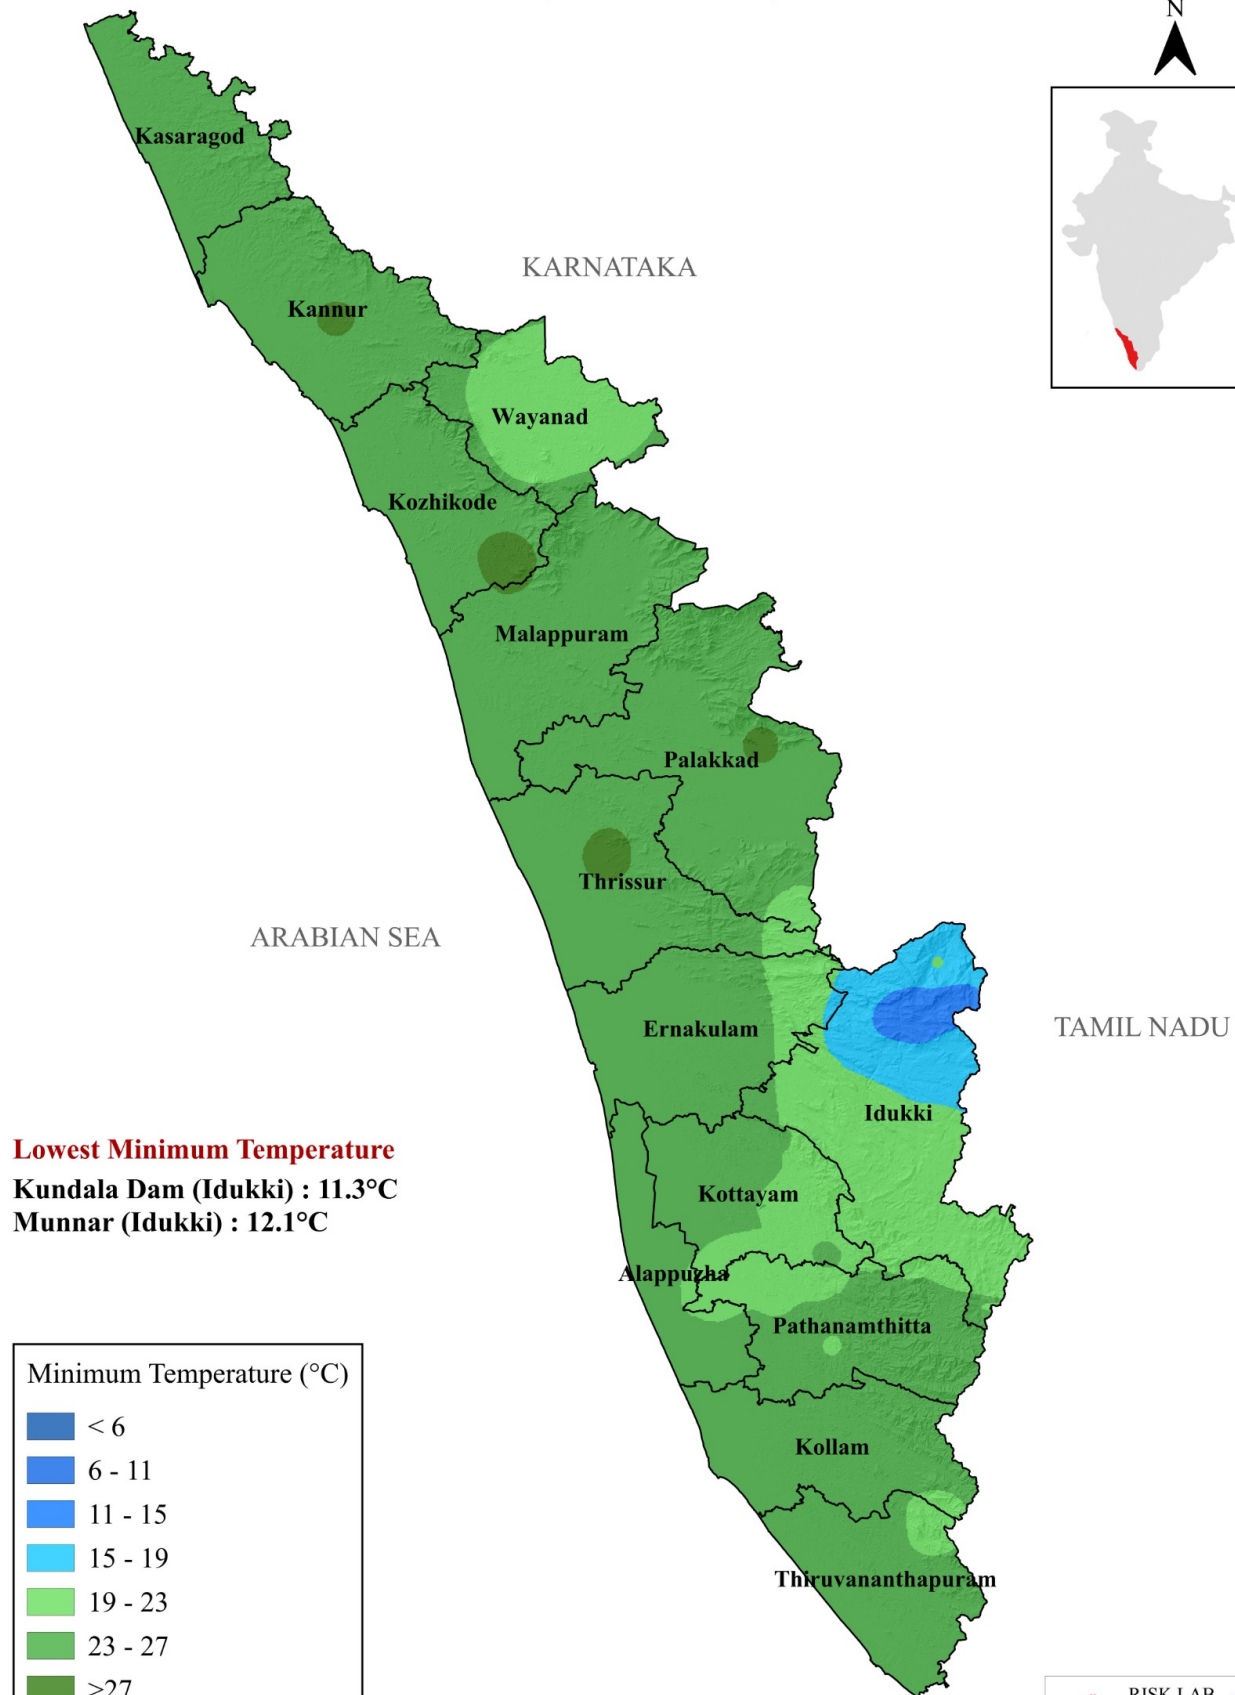 N
Kasaragod
KARNATAKA
Kannur
Wayanad
Kozhikode
Malappuram
Palakkad
Thrissur
ARABIAN SEA
Ernakulam
TAMIL NADU
Idukki
Lowest Minimum Temperature
Kundala Dam (Idukki) : 11.3°C
Munnar (Idukki) : 12.1°C
Kottayam
Alappuzha
Pathanamthitta
Kollam
Thiruvananthapuram
Minimum Temperature (°C)
< 6
6 - 11
11 - 15
15 - 19
19 - 23
23 - 27
>27
RISK LAB